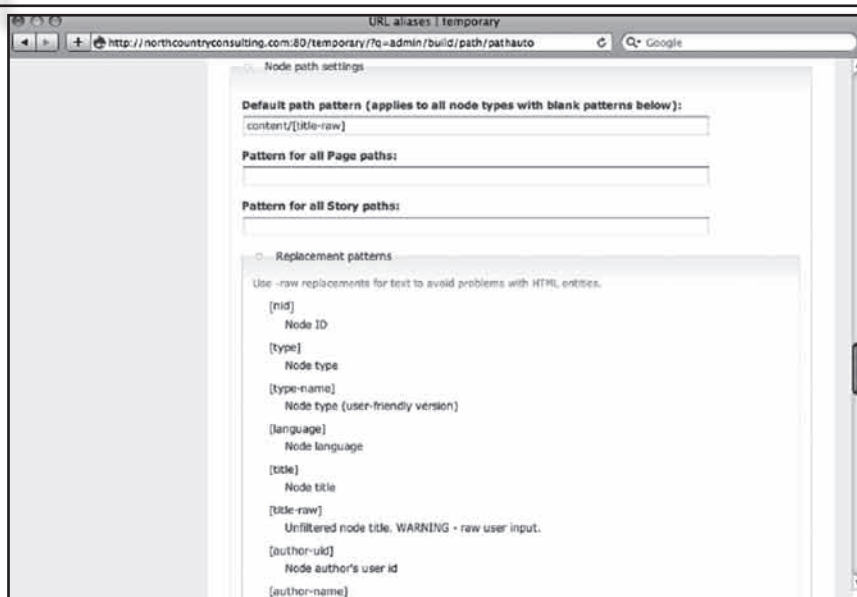 URL aliases | temporary
http://northcountryconsulting.com:80/temporary/?q=admin/build/path/pathauto
Google
Node path settings
Default path pattern (applies to all node types with blank patterns below):
content/[title-raw]
Pattern for all Page paths:
Pattern for all Story paths:
Replacement patterns
Use -raw replacements for text to avoid problems with HTML entities.
[nid]
Node ID
[type]
Node type
[type-name]
Node type (user-friendly version)
[language]
Node language
[title]
Node title
[title-raw]
Unfiltered node title. WARNING - raw user input.
[author-uid]
Node author's user id
[author-name]